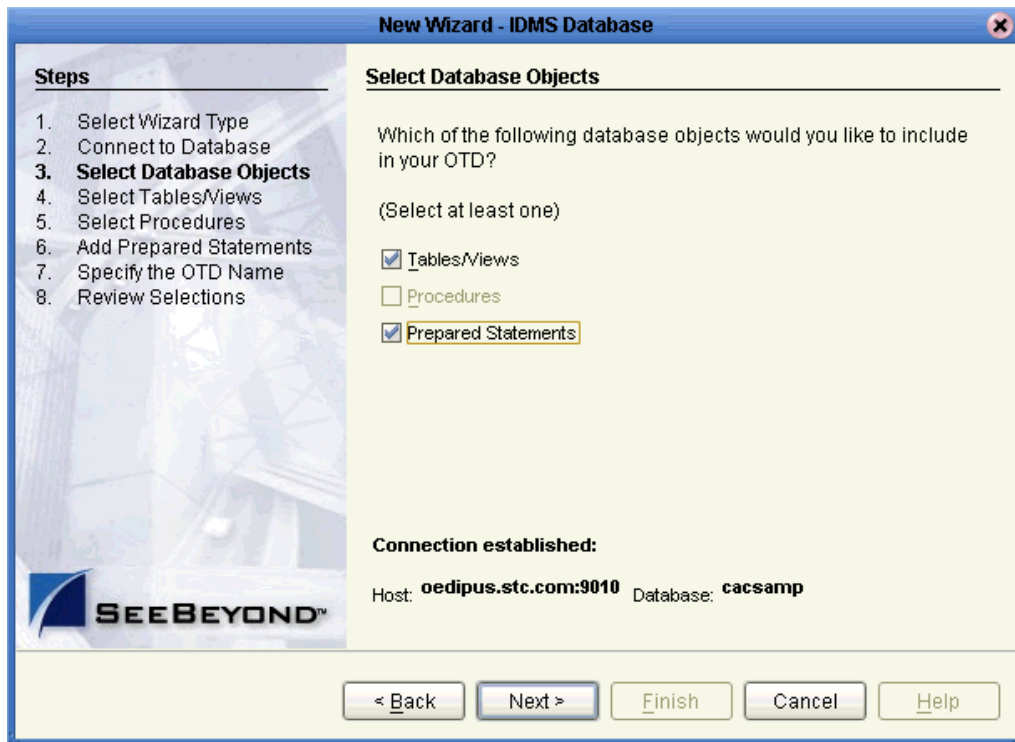 New Wizard - IDMS Database
Steps
1. Select Wizard Type
2. Connect to Database
3. Select Database Objects
4. Select Tables/Views
5. Select Procedures
6. Add Prepared Statements
7. Specify the OTD Name
8. Review Selections
Select Database Objects
Which of the following database objects would you like to include
in your OTD?
(Select at least one)
Tables/Views
Procedures
Prepared Statements
Connection established:
Host: oedipus.stc.com:9010 Database: cacsamp
SEEBEYOND™
< Back Next > Finish Cancel Help